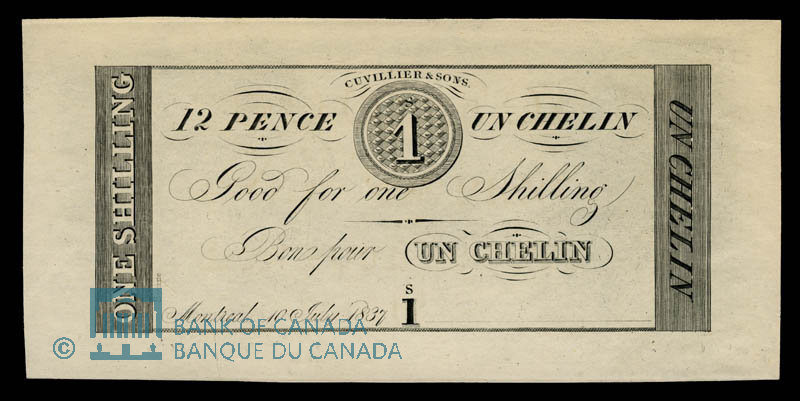 CUVILLIER & SONS.
12 PENCE
S
1
UN CHELIN
Good for one Shilling
Bon pour UN CHELIN
Montreal 10 July 1837
S
1
ONE SHILLING
UN CHELIN
© BANK OF CANADA
BANQUE DU CANADA